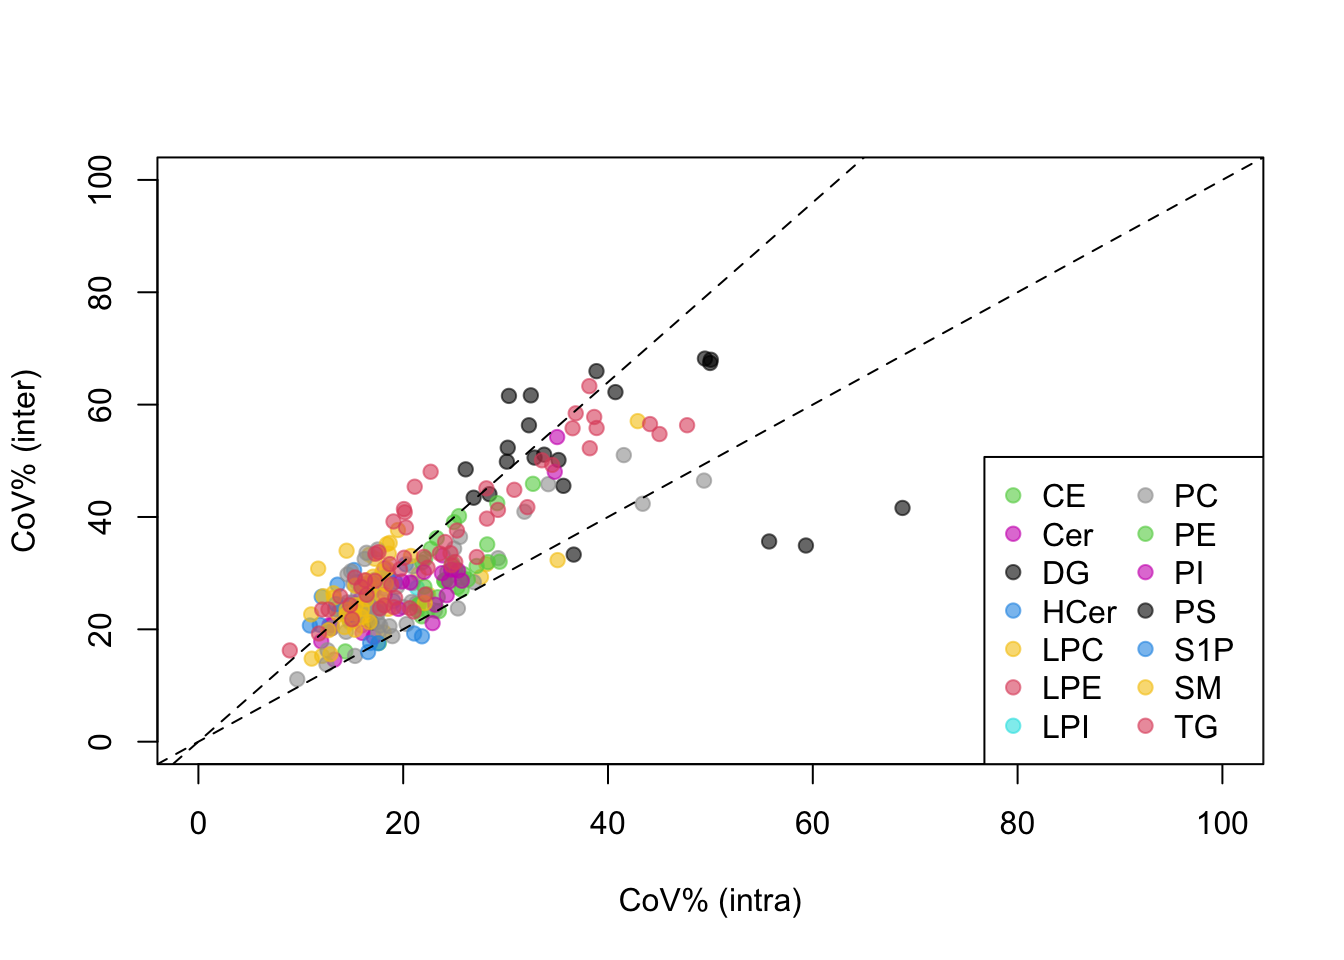 CoV% (inter)
100
80
60
40
20
0
0 20 40 60 80 100
CoV% (intra)
CE PC
Cer PE
DG PI
HCer PS
LPC S1P
LPE SM
LPI TG